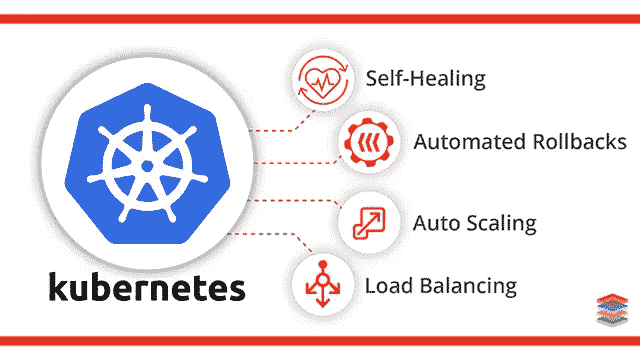 Self-Healing
Automated Rollbacks
Auto Scaling
Load Balancing
kubernetes